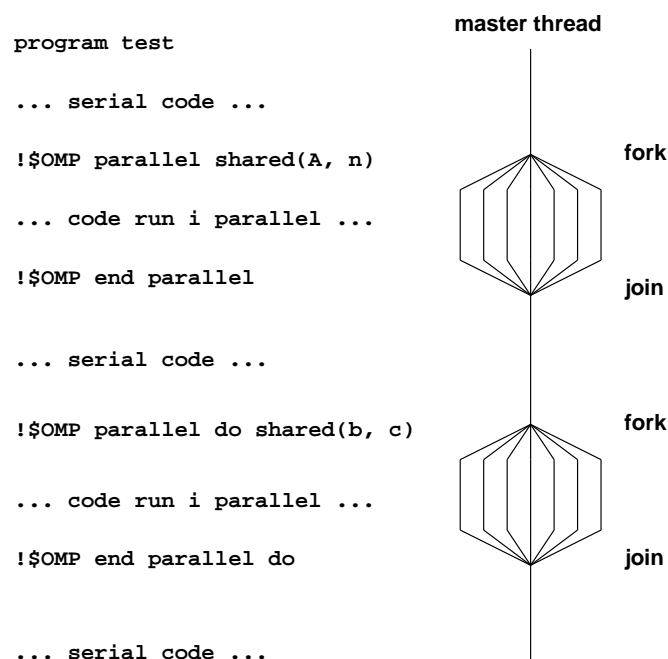 master thread
program test
... serial code ...
!$OMP parallel shared(A, n)
fork
... code run i parallel ...
!$OMP end parallel
join
... serial code ...
!$OMP parallel do shared(b, c)
fork
... code run i parallel ...
!$OMP end parallel do
join
... serial code ...